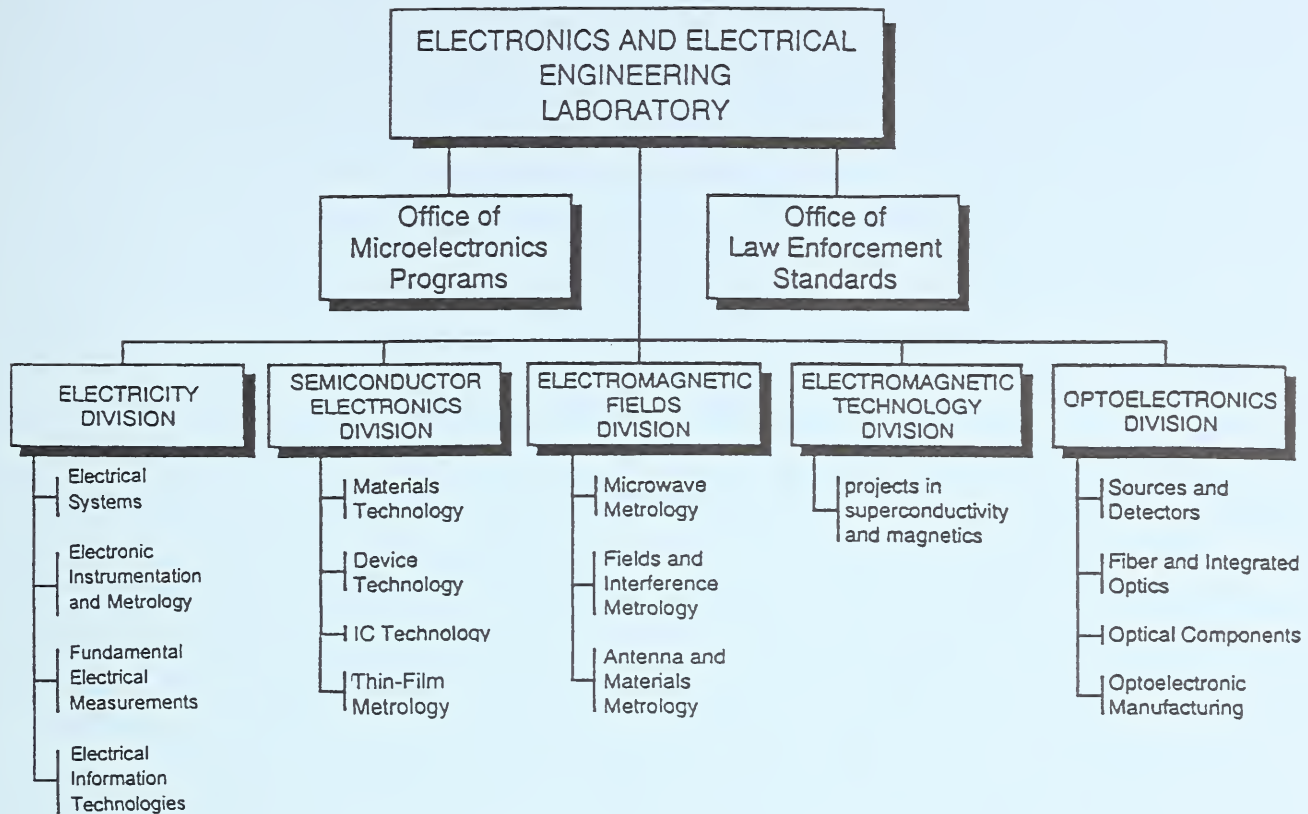 ELECTRONICS AND ELECTRICAL
ENGINEERING
LABORATORY
Office of
Microelectronics
Programs
Office of
Law Enforcement
Standards
ELECTRICITY
DIVISION
Electrical
Systems
Electronic
Instrumentation
and Metrology
Fundamental
Electrical
Measurements
Electrical
Information
Technologies
SEMICONDUCTOR
ELECTRONICS
DIVISION
Materials
Technology
Device
Technology
IC Technology
Thin-Film
Metrology
ELECTROMAGNETIC
FIELDS
DIVISION
Microwave
Metrology
Fields and
Interference
Metrology
Antenna and
Materials
Metrology
ELECTROMAGNETIC
TECHNOLOGY
DIVISION
projects in
superconductivity
and magnetics
OPTOELECTRONICS
DIVISION
Sources and
Detectors
Fiber and Integrated
Optics
Optical Components
Optoelectronic
Manufacturing